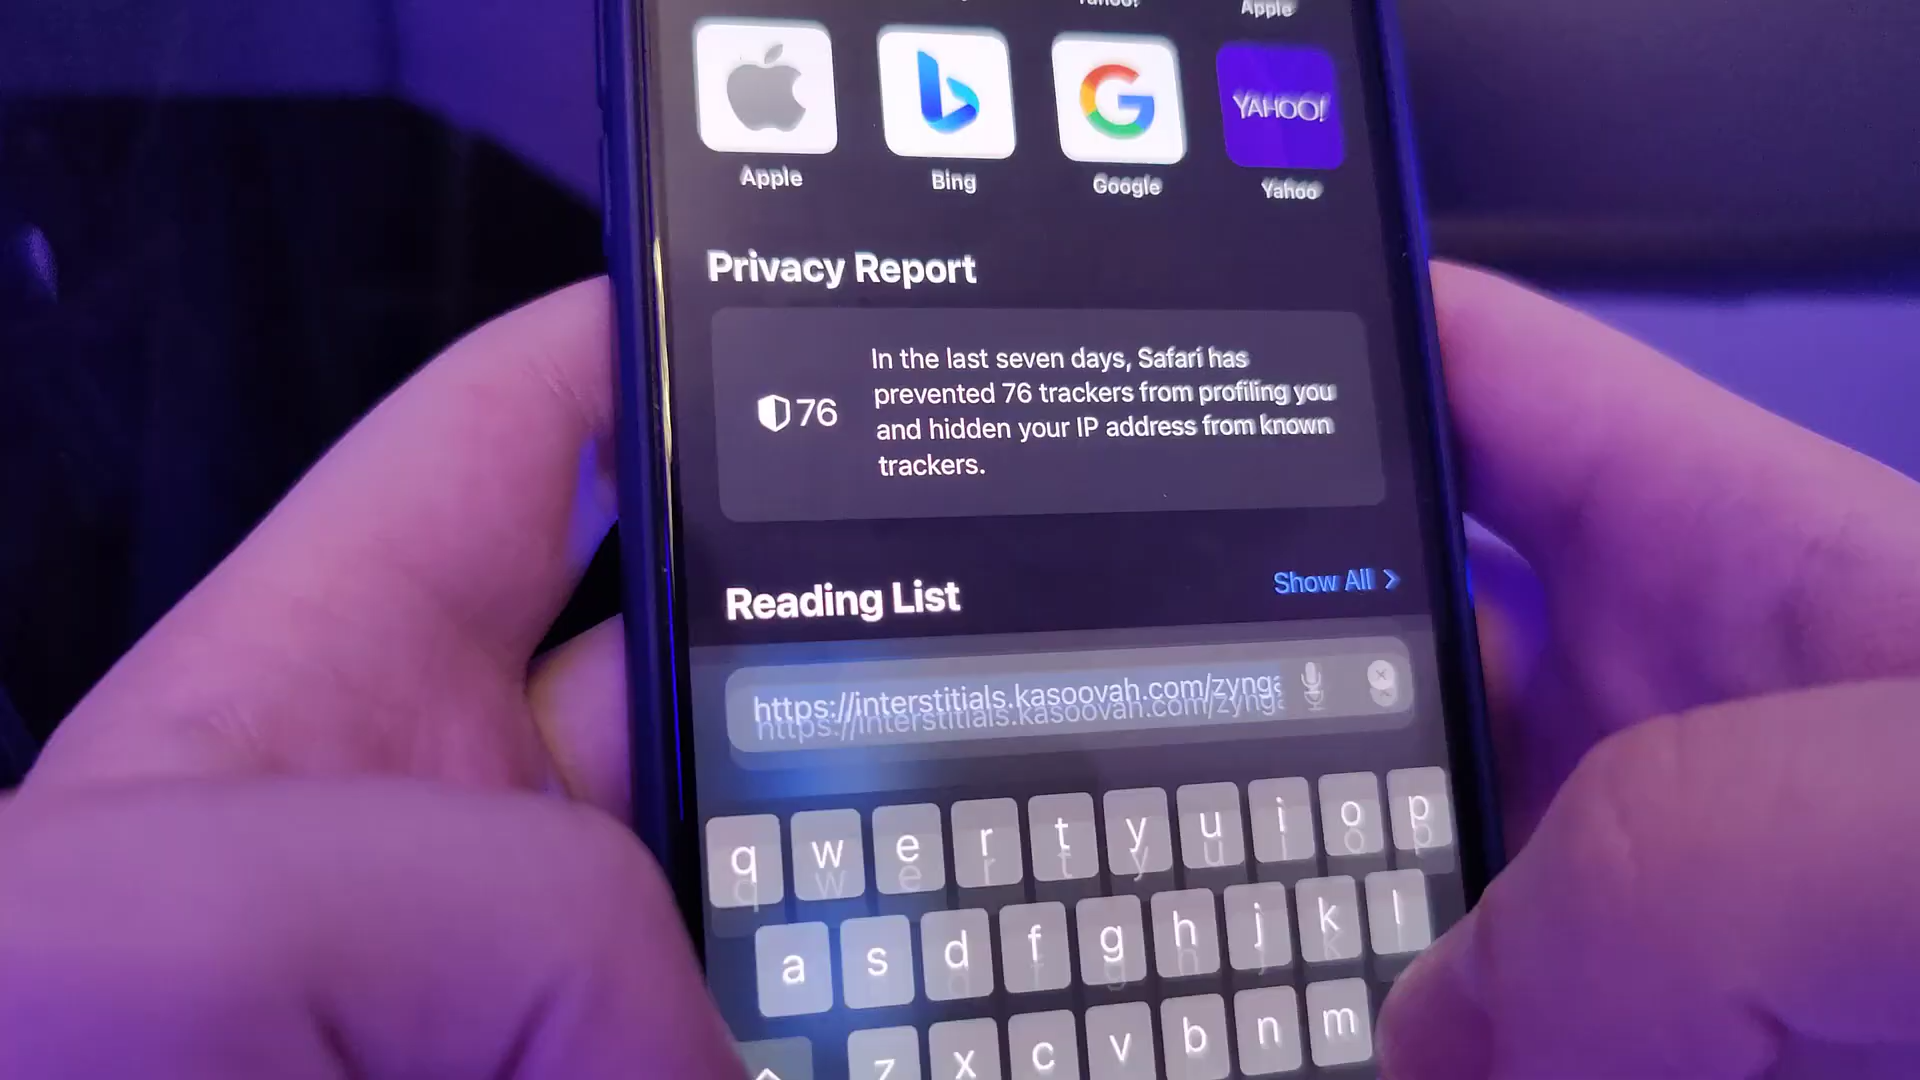 Yahoo! Apple
YAHOO!
Apple Bing Google Yahoo
Privacy Report
76
In the last seven days, Safari has
prevented 76 trackers from profiling you
and hidden your IP address from known
trackers.
Reading List
Show All >
https://interstitials.kasoovah.com/zynga
q w e r t y u i o p
a s d f g h j k l
z x c v b n m